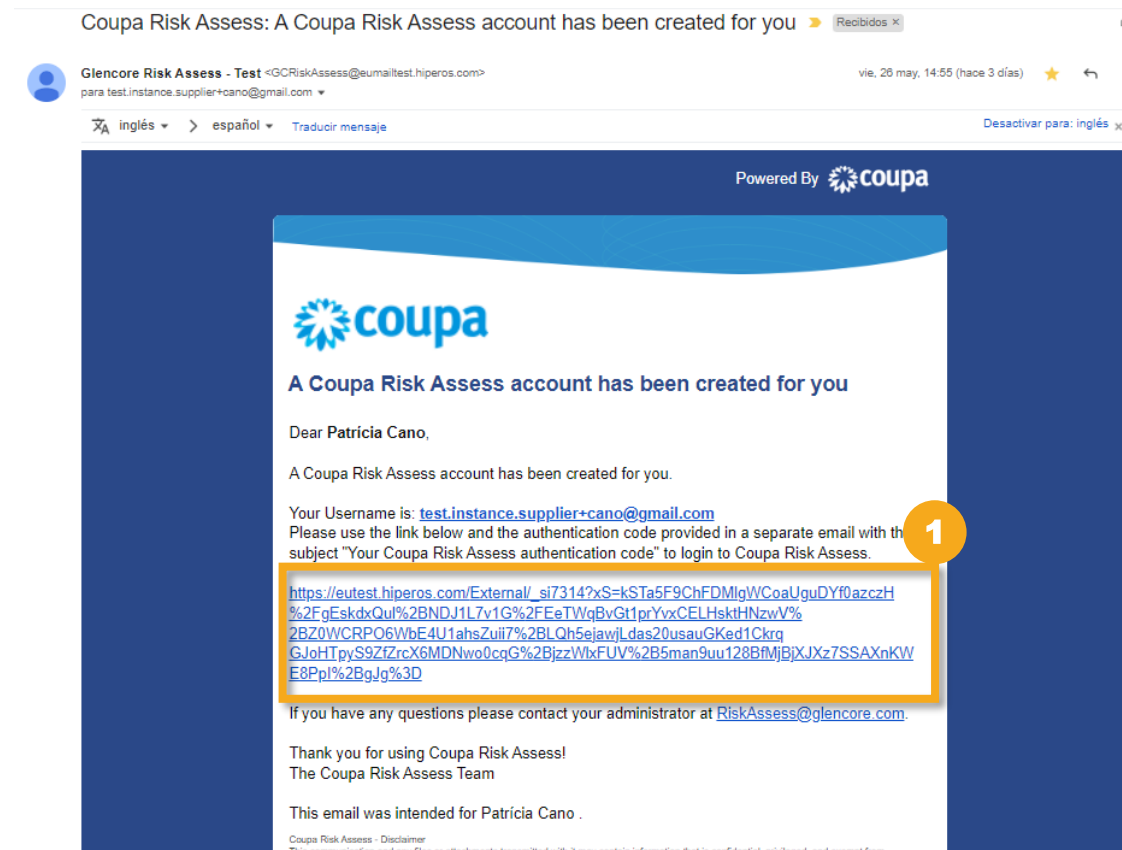 Coupa Risk Assess: A Coupa Risk Assess account has been created for you Recibidos ×
Glencore Risk Assess - Test <GCRiskAssess@eumailtest.hiperos.com>
vie, 26 may, 14:55 (hace 3 días)
para test.instance.supplier+cano@gmail.com
inglés > español Traducir mensaje
Desactivar para: inglés ×
Powered By coupa
coupa
A Coupa Risk Assess account has been created for you
Dear Patrícia Cano,
A Coupa Risk Assess account has been created for you.
Your Username is: test.instance.supplier+cano@gmail.com
Please use the link below and the authentication code provided in a separate email with th
1
subject "Your Coupa Risk Assess authentication code" to login to Coupa Risk Assess.
https://eutest.hiperos.com/External/_si7314?xS=kSTa5F9ChFDMlgWCoaUguDYf0azczH
%2FgEskdxQuI%2BNDJ1L7v1G%2FEeTWqBvGt1prYvxCELHsktHNzwV%
2BZ0WCRPO6WbE4U1ahsZuii7%2BLQh5ejawjLdas20usauGKed1Ckrq
GJoHTpyS9ZfZrcX6MDNwo0cqG%2BjzzWlxFUV%2B5man9uu128BfMjBjXJXz7SSAXnKW
E8PpI%2BgJg%3D
If you have any questions please contact your administrator at RiskAssess@glencore.com.
Thank you for using Coupa Risk Assess!
The Coupa Risk Assess Team
This email was intended for Patrícia Cano .
Coupa Risk Assess - Disclaimer